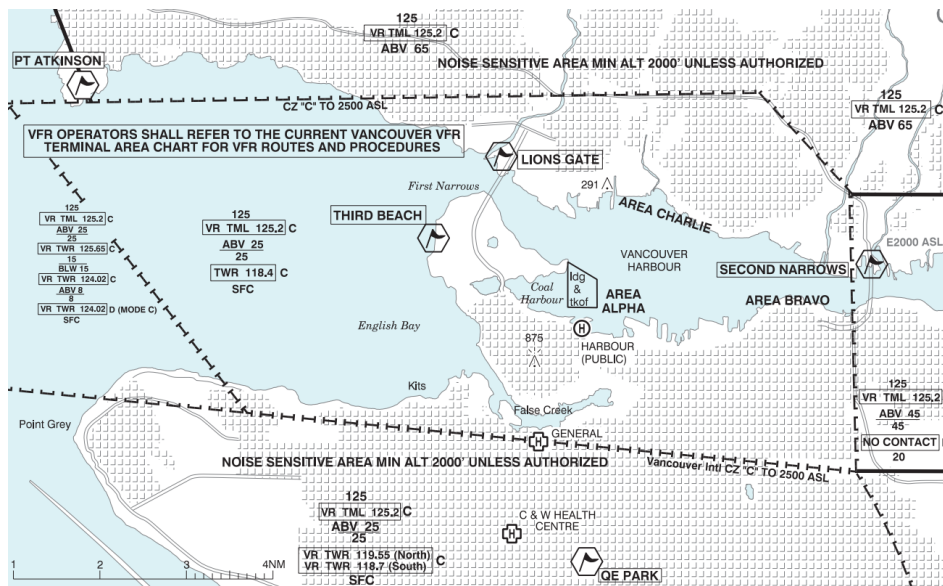 125
VR TML 125.2 C
ABV 65
PT ATKINSON
NOISE SENSITIVE AREA MIN ALT 2000' UNLESS AUTHORIZED
CZ "C" TO 2500 ASL
125
VR TML 125.2 C
ABV 65
VFR OPERATORS SHALL REFER TO THE CURRENT VANCOUVER VFR
TERMINAL AREA CHART FOR VFR ROUTES AND PROCEDURES
LIONS GATE
First Narrows
291
THIRD BEACH
AREA CHARLIE
125
VR TML 125.2 C
ABV 25
25
VR TWR 125.65 C
15
BLW 15
VR TWR 124.02 C
ABV 8
8
VR TWR 124.02 D (MODE C)
SFC
125
VR TML 125.2 C
ABV 25
25
TWR 118.4 C
SFC
VANCOUVER
HARBOUR
E2000 ASL
SECOND NARROWS
ldg
&
tkof
Coal
Harbour
AREA
ALPHA
AREA BRAVO
English Bay
875
H
HARBOUR
(PUBLIC)
Kits
False Creek
125
VR TML 125.2
ABV 45
45
NO CONTACT
20
Point Grey
H
GENERAL
NOISE SENSITIVE AREA MIN ALT 2000' UNLESS AUTHORIZED
Vancouver Intl CZ "C" TO 2500 ASL
125
VR TML 125.2 C
ABV 25
25
VR TWR 119.55 (North)
VR TWR 118.7 (South) C
SFC
C & W HEALTH
CENTRE
H
QE PARK
1 2 3 4NM